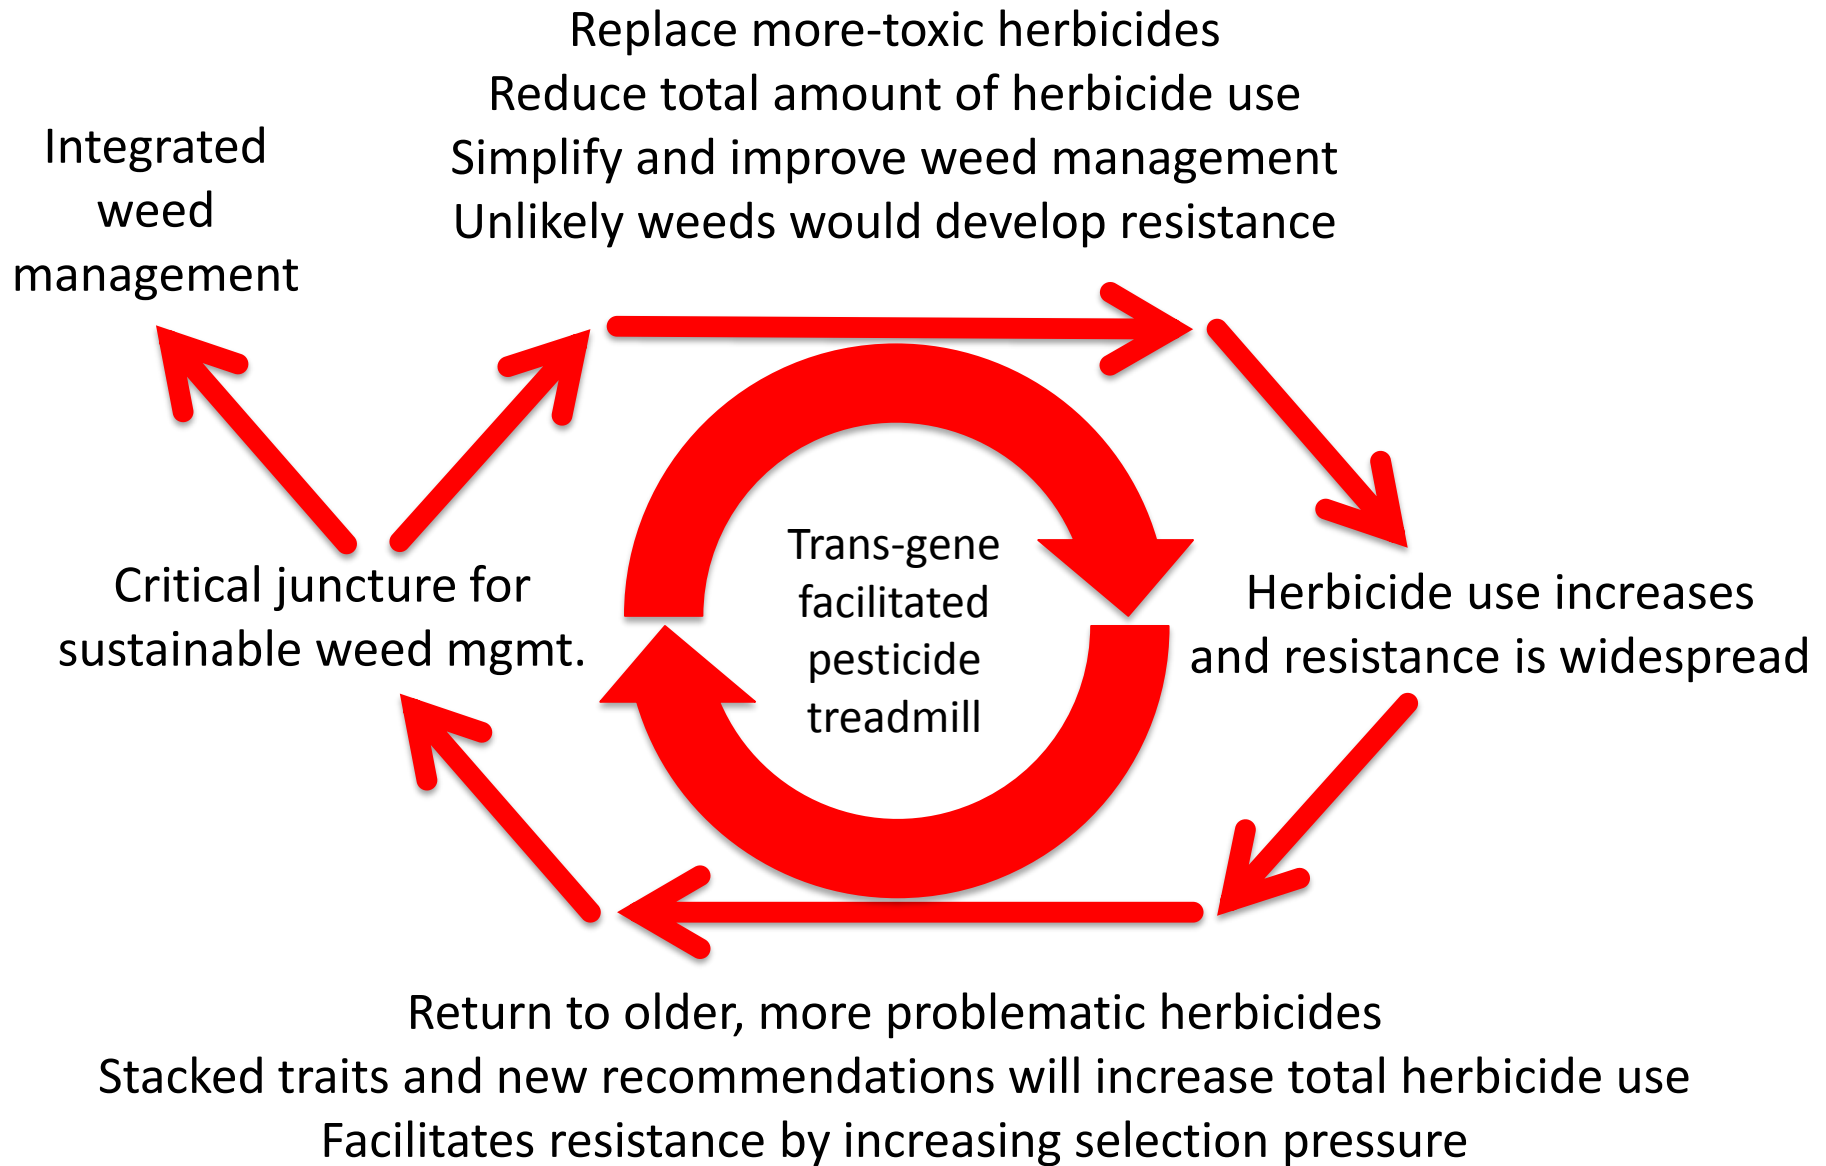 Replace more-toxic herbicides
Reduce total amount of herbicide use
Simplify and improve weed management
Unlikely weeds would develop resistance
Integrated
weed
management
Trans-gene
facilitated
pesticide
treadmill
Critical juncture for
sustainable weed mgmt.
Herbicide use increases
and resistance is widespread
Return to older, more problematic herbicides
Stacked traits and new recommendations will increase total herbicide use
Facilitates resistance by increasing selection pressure